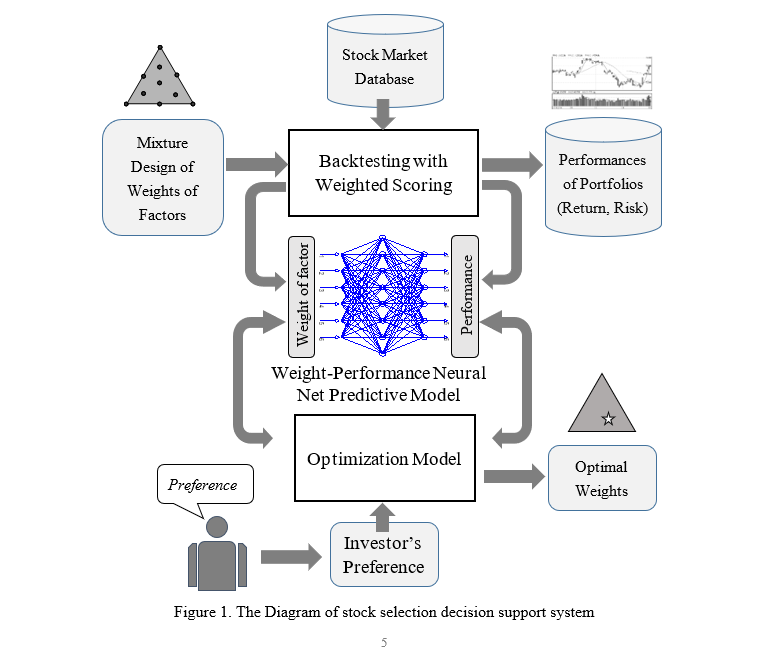 Stock Market
Database
Mixture
Design of
Weights of
Factors
Backtesting with
Weighted Scoring
Performances
of Portfolios
(Return, Risk)
Weight of factor
Performance
Weight-Performance Neural
Net Predictive Model
Optimization Model
Optimal
Weights
Preference
Investor’s
Preference
Figure 1. The Diagram of stock selection decision support system
5